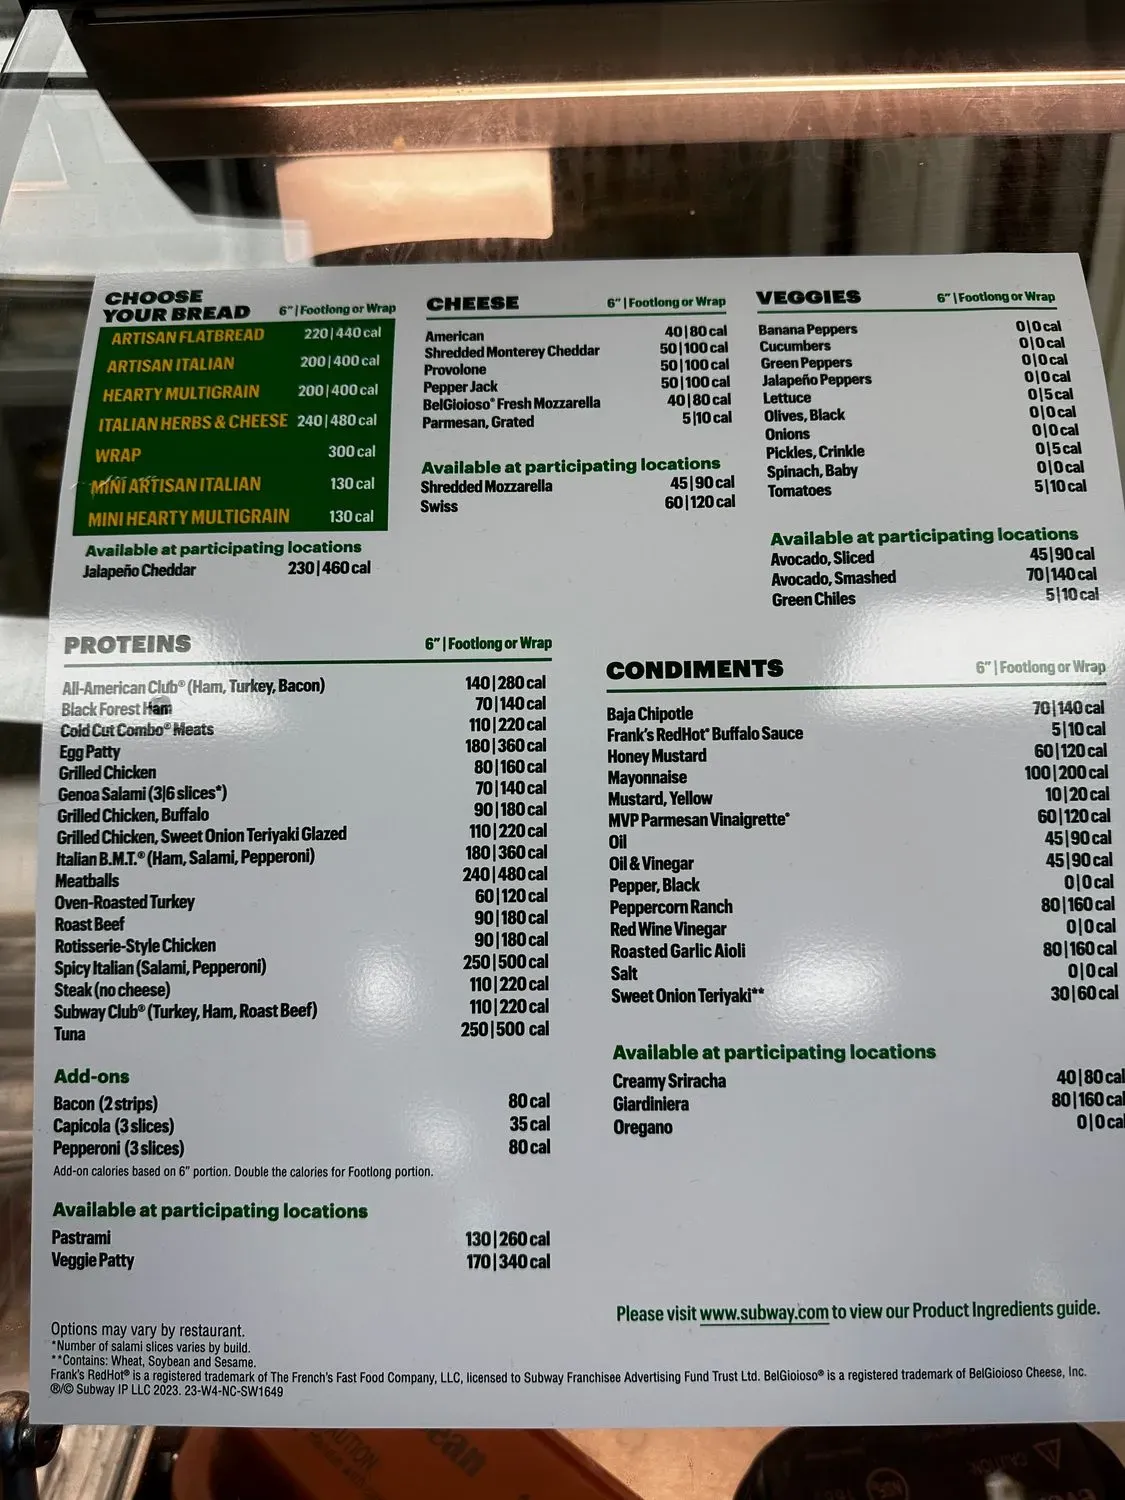 CHOOSE
YOUR BREAD 6" | Footlong or Wrap
ARTISAN FLATBREAD 220|440 cal
ARTISAN ITALIAN 200|400 cal
HEARTY MULTIGRAIN 200|400 cal
ITALIAN HERBS & CHEESE 240|480 cal
WRAP 300 cal
MINI ARTISAN ITALIAN 130 cal
MINI HEARTY MULTIGRAIN 130 cal
Available at participating locations
Jalapeño Cheddar 230|460 cal
CHEESE 6" | Footlong or Wrap
American 40|80 cal
Shredded Monterey Cheddar 50|100 cal
Provolone 50|100 cal
Pepper Jack 50|100 cal
BelGioioso® Fresh Mozzarella 40|80 cal
Parmesan, Grated 5|10 cal
Available at participating locations
Shredded Mozzarella 45|90 cal
Swiss 60|120 cal
VEGGIES 6" | Footlong or Wrap
Banana Peppers 0|0 cal
Cucumbers 0|0 cal
Green Peppers 0|0 cal
Jalapeño Peppers 0|0 cal
Lettuce 0|5 cal
Olives, Black 0|0 cal
Onions 0|0 cal
Pickles, Crinkle 0|5 cal
Spinach, Baby 0|0 cal
Tomatoes 5|10 cal
Available at participating locations
Avocado, Sliced 45|90 cal
Avocado, Smashed 70|140 cal
Green Chiles 5|10 cal
PROTEINS 6" | Footlong or Wrap
All-American Club® (Ham, Turkey, Bacon) 140|280 cal
Black Forest Ham 70|140 cal
Cold Cut Combo® Meats 110|220 cal
Egg Patty 180|360 cal
Grilled Chicken 80|160 cal
Genoa Salami (3|6 slices*) 70|140 cal
Grilled Chicken, Buffalo 90|180 cal
Grilled Chicken, Sweet Onion Teriyaki Glazed 110|220 cal
Italian B.M.T.® (Ham, Salami, Pepperoni) 180|360 cal
Meatballs 240|480 cal
Oven-Roasted Turkey 60|120 cal
Roast Beef 90|180 cal
Rotisserie-Style Chicken 90|180 cal
Spicy Italian (Salami, Pepperoni) 250|500 cal
Steak (no cheese) 110|220 cal
Subway Club® (Turkey, Ham, Roast Beef) 110|220 cal
Tuna 250|500 cal
Add-ons
Bacon (2 strips) 80 cal
Capicola (3 slices) 35 cal
Pepperoni (3 slices) 80 cal
Add-on calories based on 6" portion. Double the calories for Footlong portion.
Available at participating locations
Pastrami 130|260 cal
Veggie Patty 170|340 cal
CONDIMENTS 6" | Footlong or Wrap
Baja Chipotle 70|140 cal
Frank's RedHot® Buffalo Sauce 5|10 cal
Honey Mustard 60|120 cal
Mayonnaise 100|200 cal
Mustard, Yellow 10|20 cal
MVP Parmesan Vinaigrette® 60|120 cal
Oil 45|90 cal
Oil & Vinegar 45|90 cal
Pepper, Black 0|0 cal
Peppercorn Ranch 80|160 cal
Red Wine Vinegar 0|0 cal
Roasted Garlic Aioli 80|160 cal
Salt 0|0 cal
Sweet Onion Teriyaki** 30|60 cal
Available at participating locations
Creamy Sriracha 40|80 cal
Giardiniera 80|160 cal
Oregano 0|0 cal
Please visit www.subway.com to view our Product Ingredients guide.
Options may vary by restaurant.
*Number of salami slices varies by build.
**Contains: Wheat, Soybean and Sesame.
Frank's RedHot® is a registered trademark of The French's Fast Food Company, LLC, licensed to Subway Franchisee Advertising Fund Trust Ltd. BelGioioso® is a registered trademark of BelGioioso Cheese, Inc.
®/© Subway IP LLC 2023. 23-W4-NC-SW1649
CAUTION